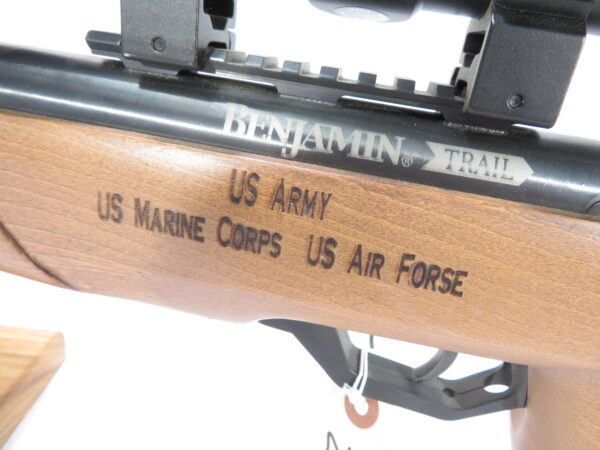 BENJAMIN® TRAIL
US ARMY
US MARINE CORPS US AIR FORSE